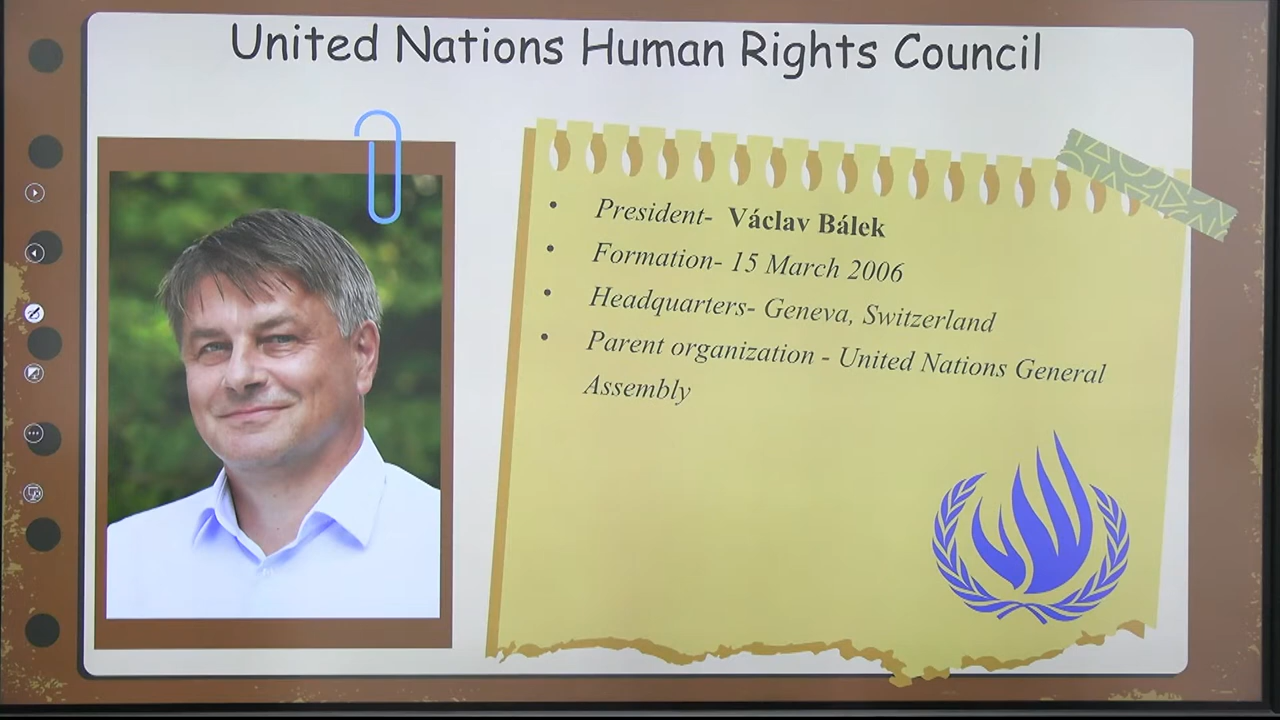 United Nations Human Rights Council
• President- Václav Bálek
• Formation- 15 March 2006
• Headquarters- Geneva, Switzerland
• Parent organization - United Nations General
Assembly